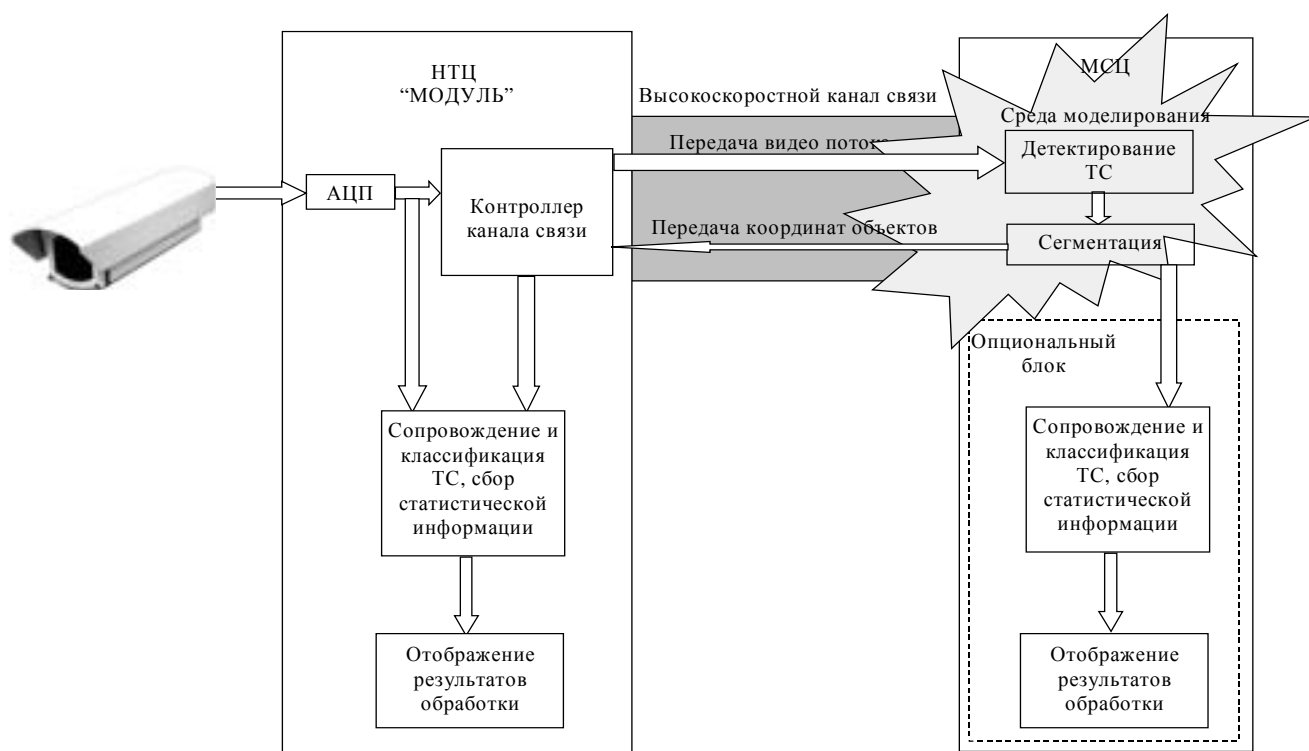 НТЦ
“МОДУЛЬ”
АЦП
Контроллер
канала связи
Сопровождение и
классификация
ТС, сбор
статистической
информации
Отображение
результатов
обработки
Высокоскоростной канал связи
Передача видео потока
Передача координат объектов
МСЦ
Среда моделирования
Детектирование
ТС
Сегментация
Опциональный
блок
Сопровождение и
классификация
ТС, сбор
статистической
информации
Отображение
результатов
обработки